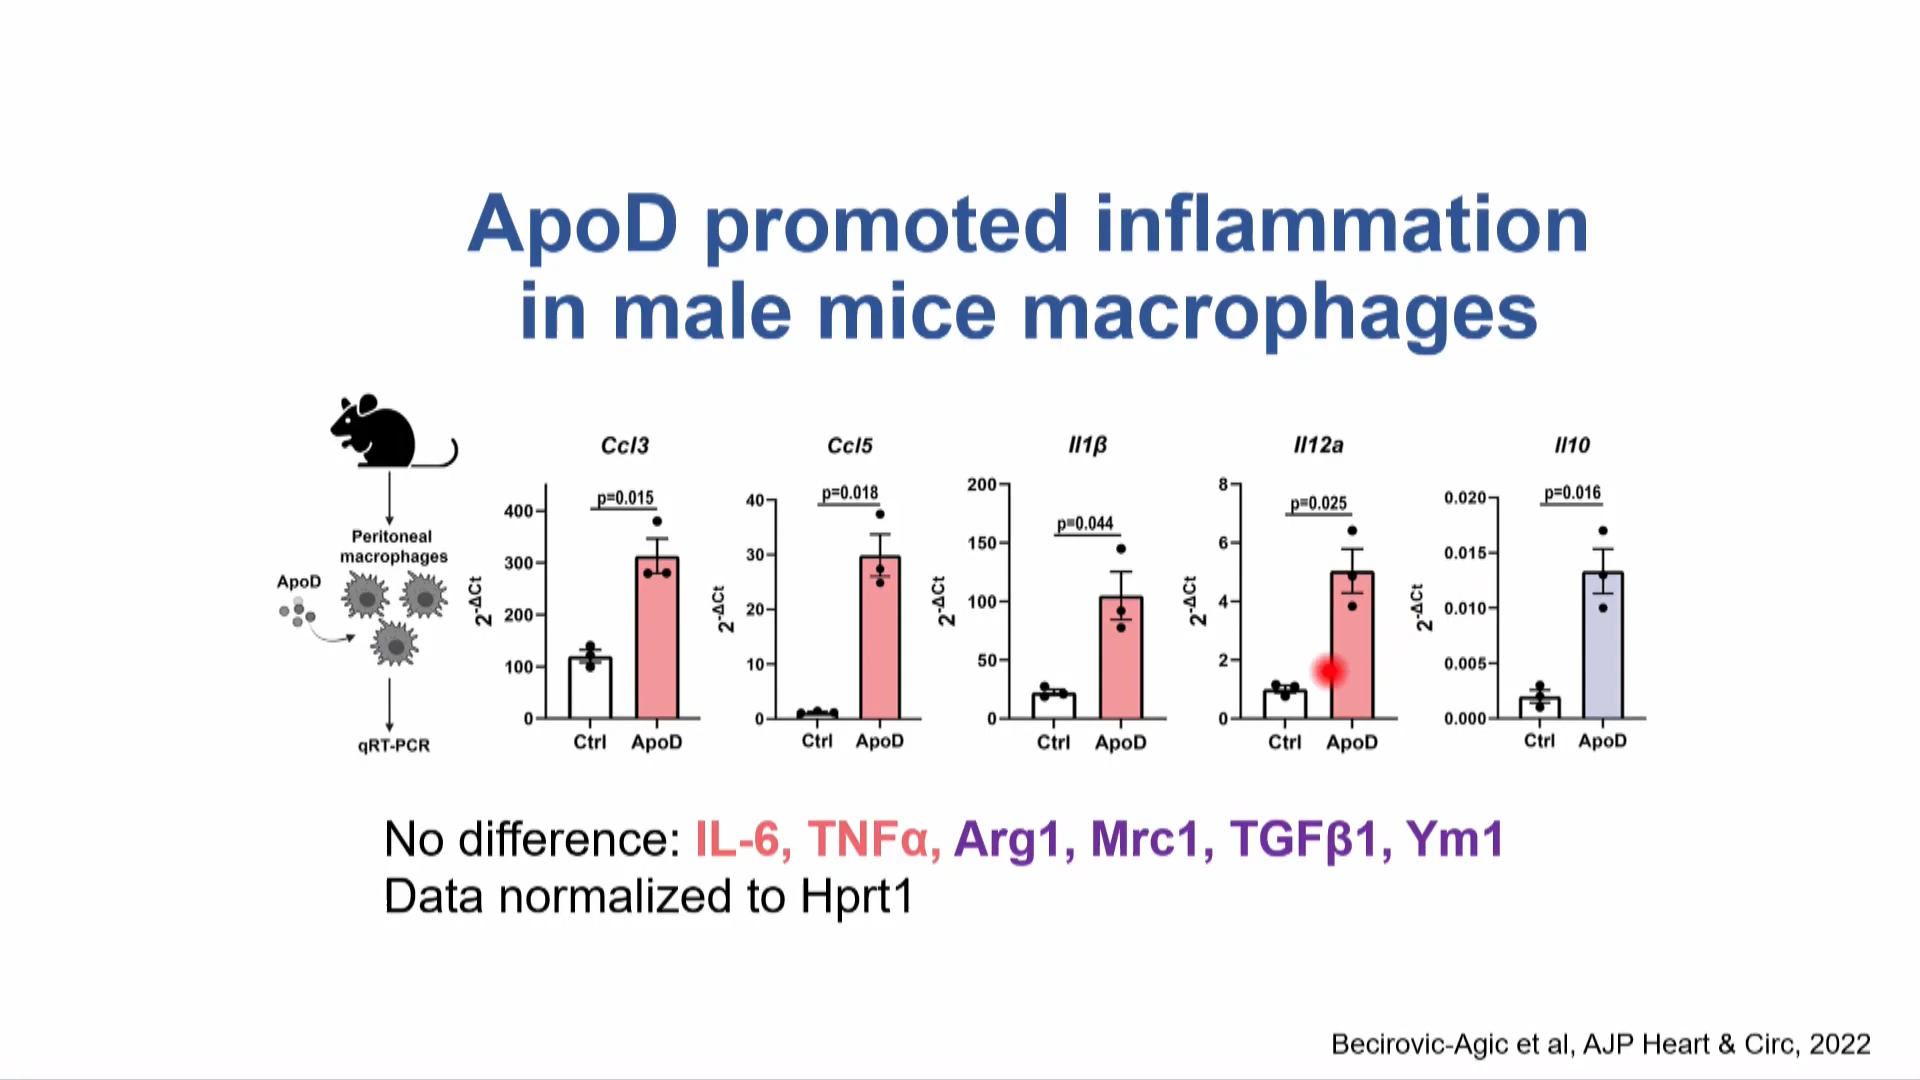 ApoD promoted inflammation
in male mice macrophages
Peritoneal
macrophages
ApoD
qRT-PCR
Ccl3
2^-ΔCt
400
300
200
100
0
p=0.015
Ctrl ApoD
Ccl5
2^-ΔCt
40
30
20
10
0
p=0.018
Ctrl ApoD
Il1β
2^-ΔCt
200
150
100
50
0
p=0.044
Ctrl ApoD
Il12a
2^-ΔCt
8
6
4
2
0
p=0.025
Ctrl ApoD
Il10
2^-ΔCt
0.020
0.015
0.010
0.005
0.000
p=0.016
Ctrl ApoD
No difference: IL-6, TNFα, Arg1, Mrc1, TGFβ1, Ym1
Data normalized to Hprt1
Becirovic-Agic et al, AJP Heart & Circ, 2022